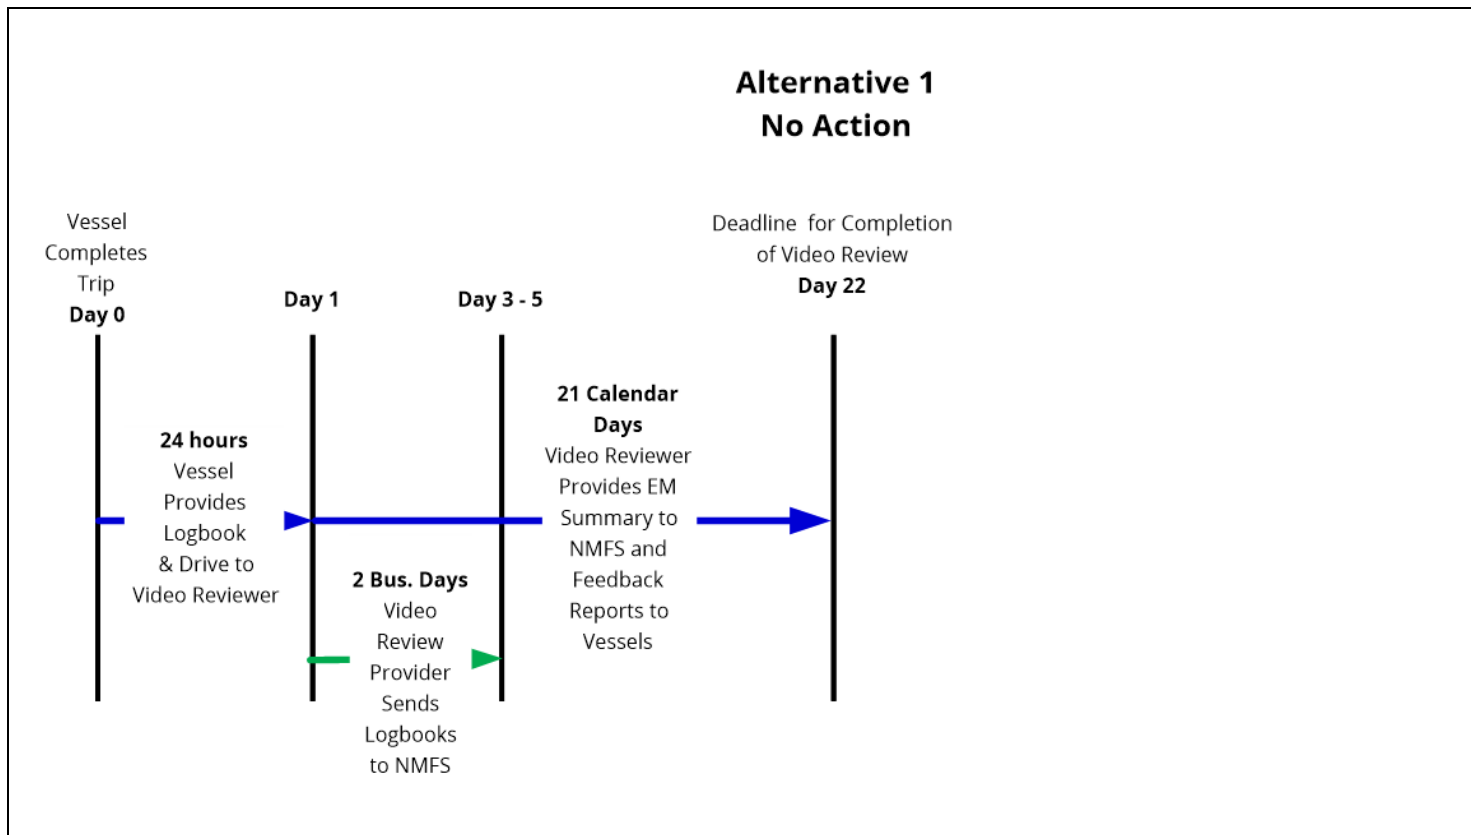 Alternative 1
No Action
Vessel
Completes
Trip
Day 0
Day 1
Day 3 - 5
Deadline for Completion
of Video Review
Day 22
24 hours
Vessel
Provides
Logbook
& Drive to
Video Reviewer
2 Bus. Days
Video
Review
Provider
Sends
Logbooks
to NMFS
21 Calendar
Days
Video Reviewer
Provides EM
Summary to
NMFS and
Feedback
Reports to
Vessels